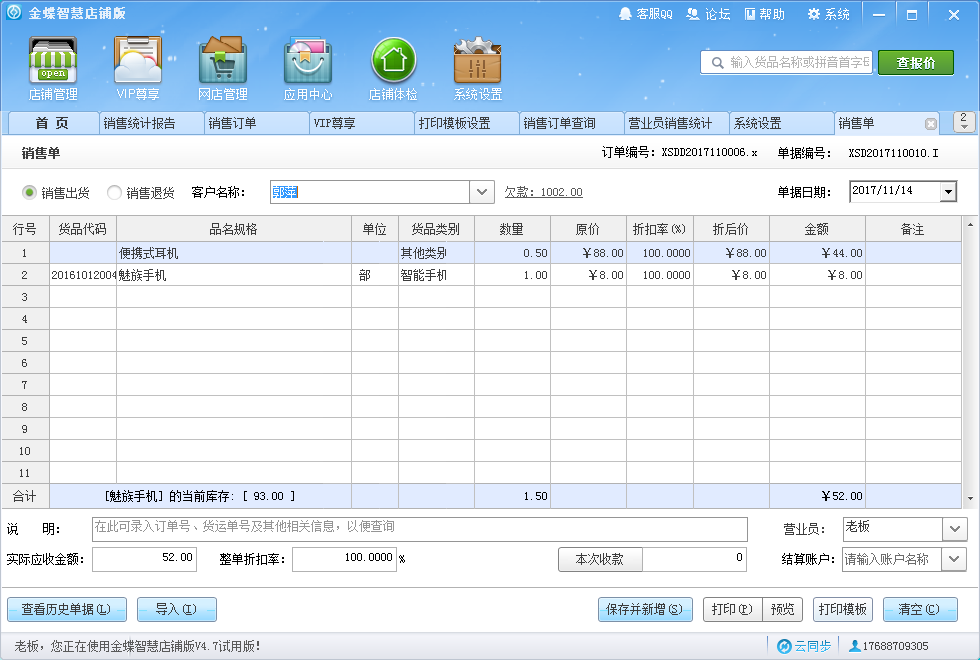 金蝶智慧店铺版 客服QQ 论坛 帮助 系统
open
店铺管理 VIP尊享 网店管理 应用中心 店铺体检 系统设置
输入货品名称或拼音首字母 查报价
首 页 销售统计报告 销售订单 VIP尊享 打印模板设置 销售订单查询 营业员销售统计 系统设置 销售单 2
销售单 订单编号: XSDD2017110006.x 单据编号: XSD2017110010.I
销售出货 销售退货 客户名称: 郭萍 欠款: 1002.00 单据日期: 2017/11/14
行号 货品代码 品名规格 单位 货品类别 数量 原价 折扣率(%) 折后价 金额 备注
1 便携式耳机 其他类别 0.50 ￥88.00 100.0000 ￥88.00 ￥44.00
2 20161012004 魅族手机 部 智能手机 1.00 ￥8.00 100.0000 ￥8.00 ￥8.00
3
4
5
6
7
8
9
10
11
合计 [魅族手机] 的当前库存: [ 93.00 ] 1.50 ￥52.00
说 明: 在此可录入订单号、货运单号及其他相关信息，以便查询 营业员: 老板
实际应收金额: 52.00 整单折扣率: 100.0000 % 本次收款 0 结算账户: 请输入账户名称
查看历史单据(L) 导入(I) 保存并新增(S) 打印(P) 预览 打印模板 清空(C)
老板，您正在使用金蝶智慧店铺版V4.7试用版! 云同步 17688709305